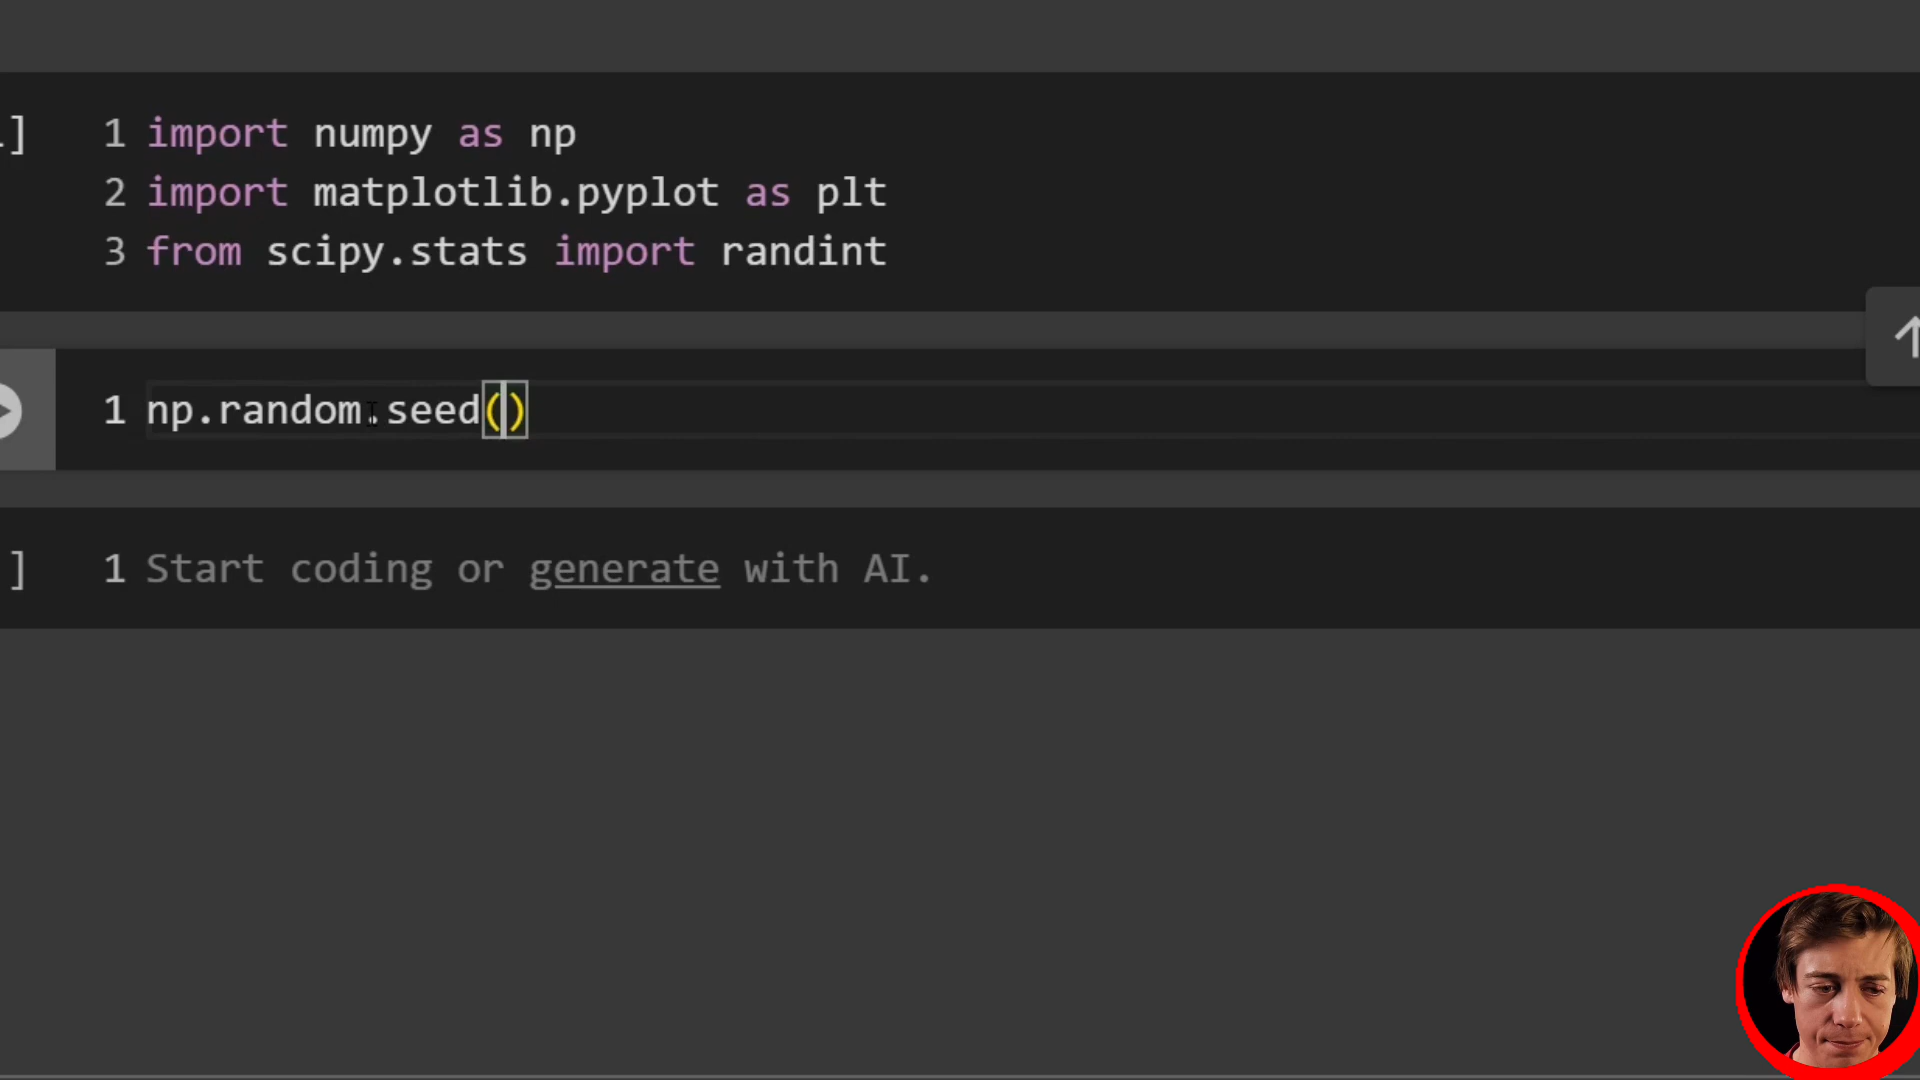 ]
1 import numpy as np
2 import matplotlib.pyplot as plt
3 from scipy.stats import randint
1 np.random.seed()
] 1 Start coding or generate with AI.